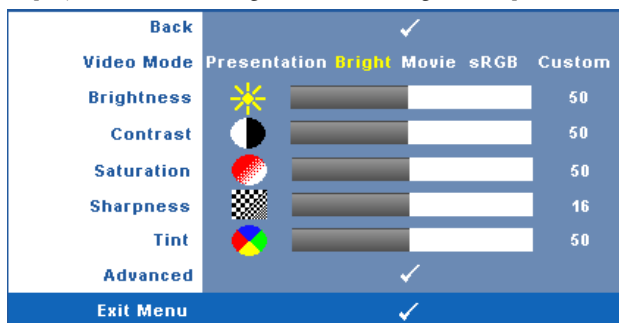 Back
Video Mode Presentation Bright Movie sRGB Custom
Brightness 50
Contrast 50
Saturation 50
Sharpness 16
Tint 50
Advanced
Exit Menu